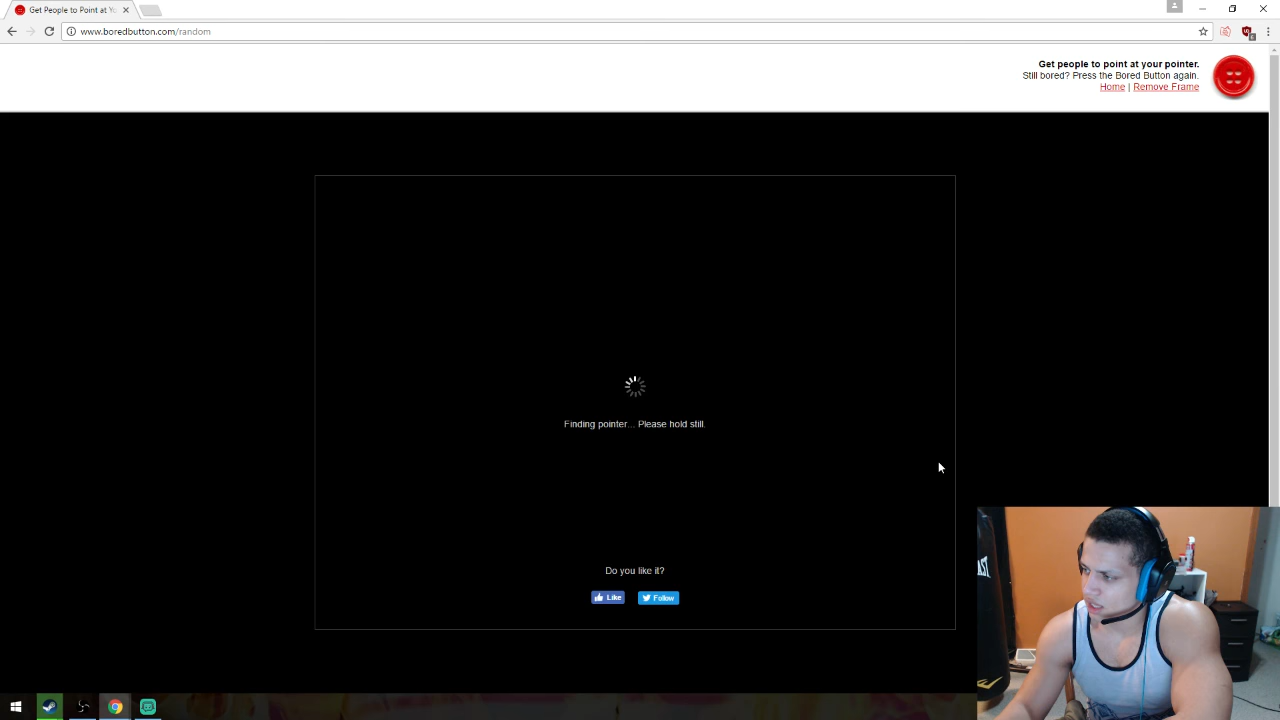 Get People to Point at Yo
www.boredbutton.com/random
Get people to point at your pointer.
Still bored? Press the Bored Button again.
Home | Remove Frame
Finding pointer... Please hold still.
Do you like it?
Like
Follow